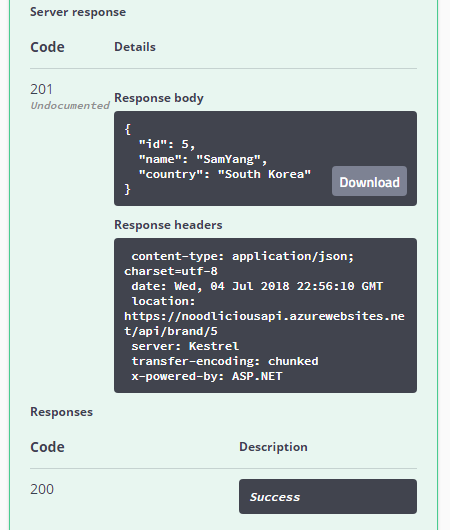 Server response
Code Details
201
Undocumented
Response body
{
"id": 5,
"name": "SamYang",
"country": "South Korea"
}
Download
Response headers
content-type: application/json;
charset=utf-8
date: Wed, 04 Jul 2018 22:56:10 GMT
location:
https://noodliciousapi.azurewebsites.ne
t/api/brand/5
server: Kestrel
transfer-encoding: chunked
x-powered-by: ASP.NET
Responses
Code Description
200 Success